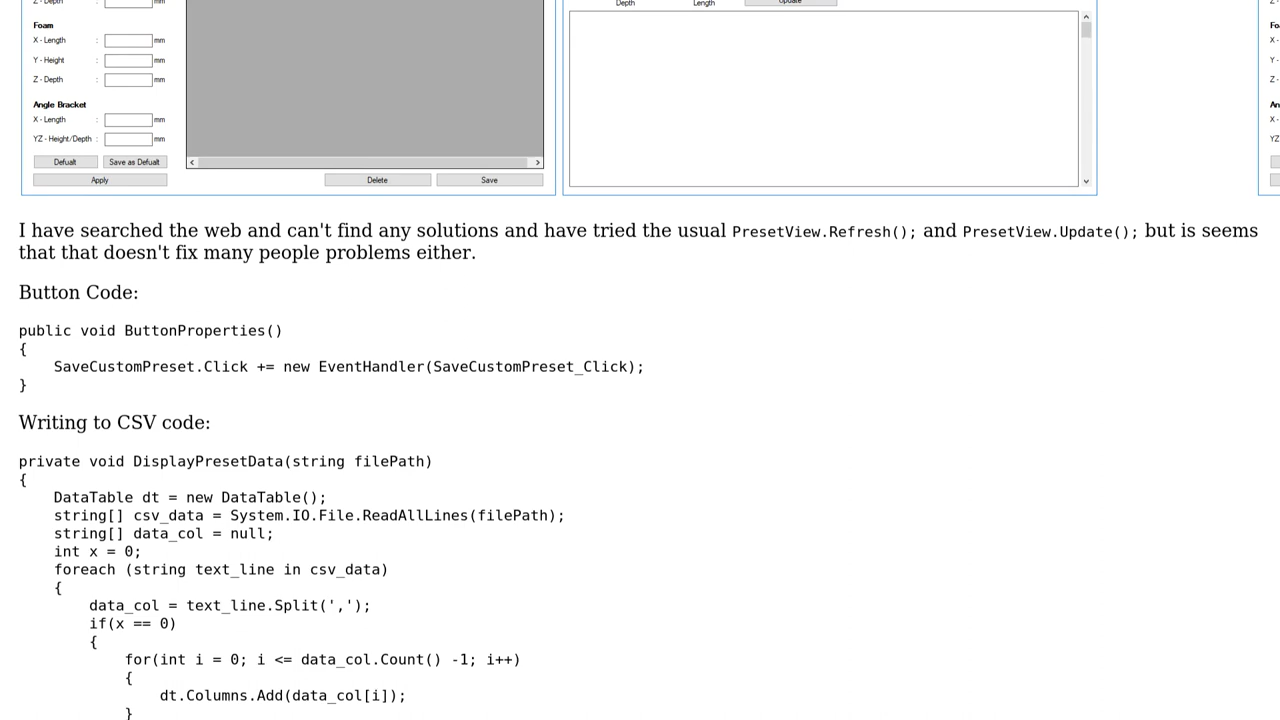 Z - Depth : mm
Depth Length Update
Z -
Foam
Fo
X - Length : mm
X -
Y - Height : mm
Y -
Z - Depth : mm
Z -
Angle Bracket
An
X - Length : mm
X -
YZ - Height/Depth : mm
YZ
Defualt Save as Defualt
Apply Delete Save
I have searched the web and can't find any solutions and have tried the usual PresetView.Refresh(); and PresetView.Update(); but is seems
that that doesn't fix many people problems either.
Button Code:
public void ButtonProperties()
{
    SaveCustomPreset.Click += new EventHandler(SaveCustomPreset_Click);
}
Writing to CSV code:
private void DisplayPresetData(string filePath)
{
    DataTable dt = new DataTable();
    string[] csv_data = System.IO.File.ReadAllLines(filePath);
    string[] data_col = null;
    int x = 0;
    foreach (string text_line in csv_data)
    {
        data_col = text_line.Split(',');
        if(x == 0)
        {
            for(int i = 0; i <= data_col.Count() -1; i++)
            {
                dt.Columns.Add(data_col[i]);
            }